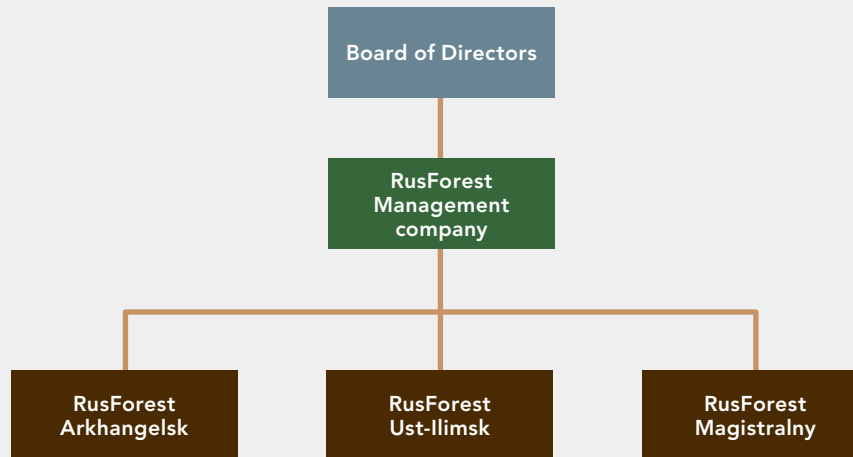 Board of Directors
RusForest
Management
company
RusForest
Arkhangelsk
RusForest
Ust-Ilimsk
RusForest
Magistralny